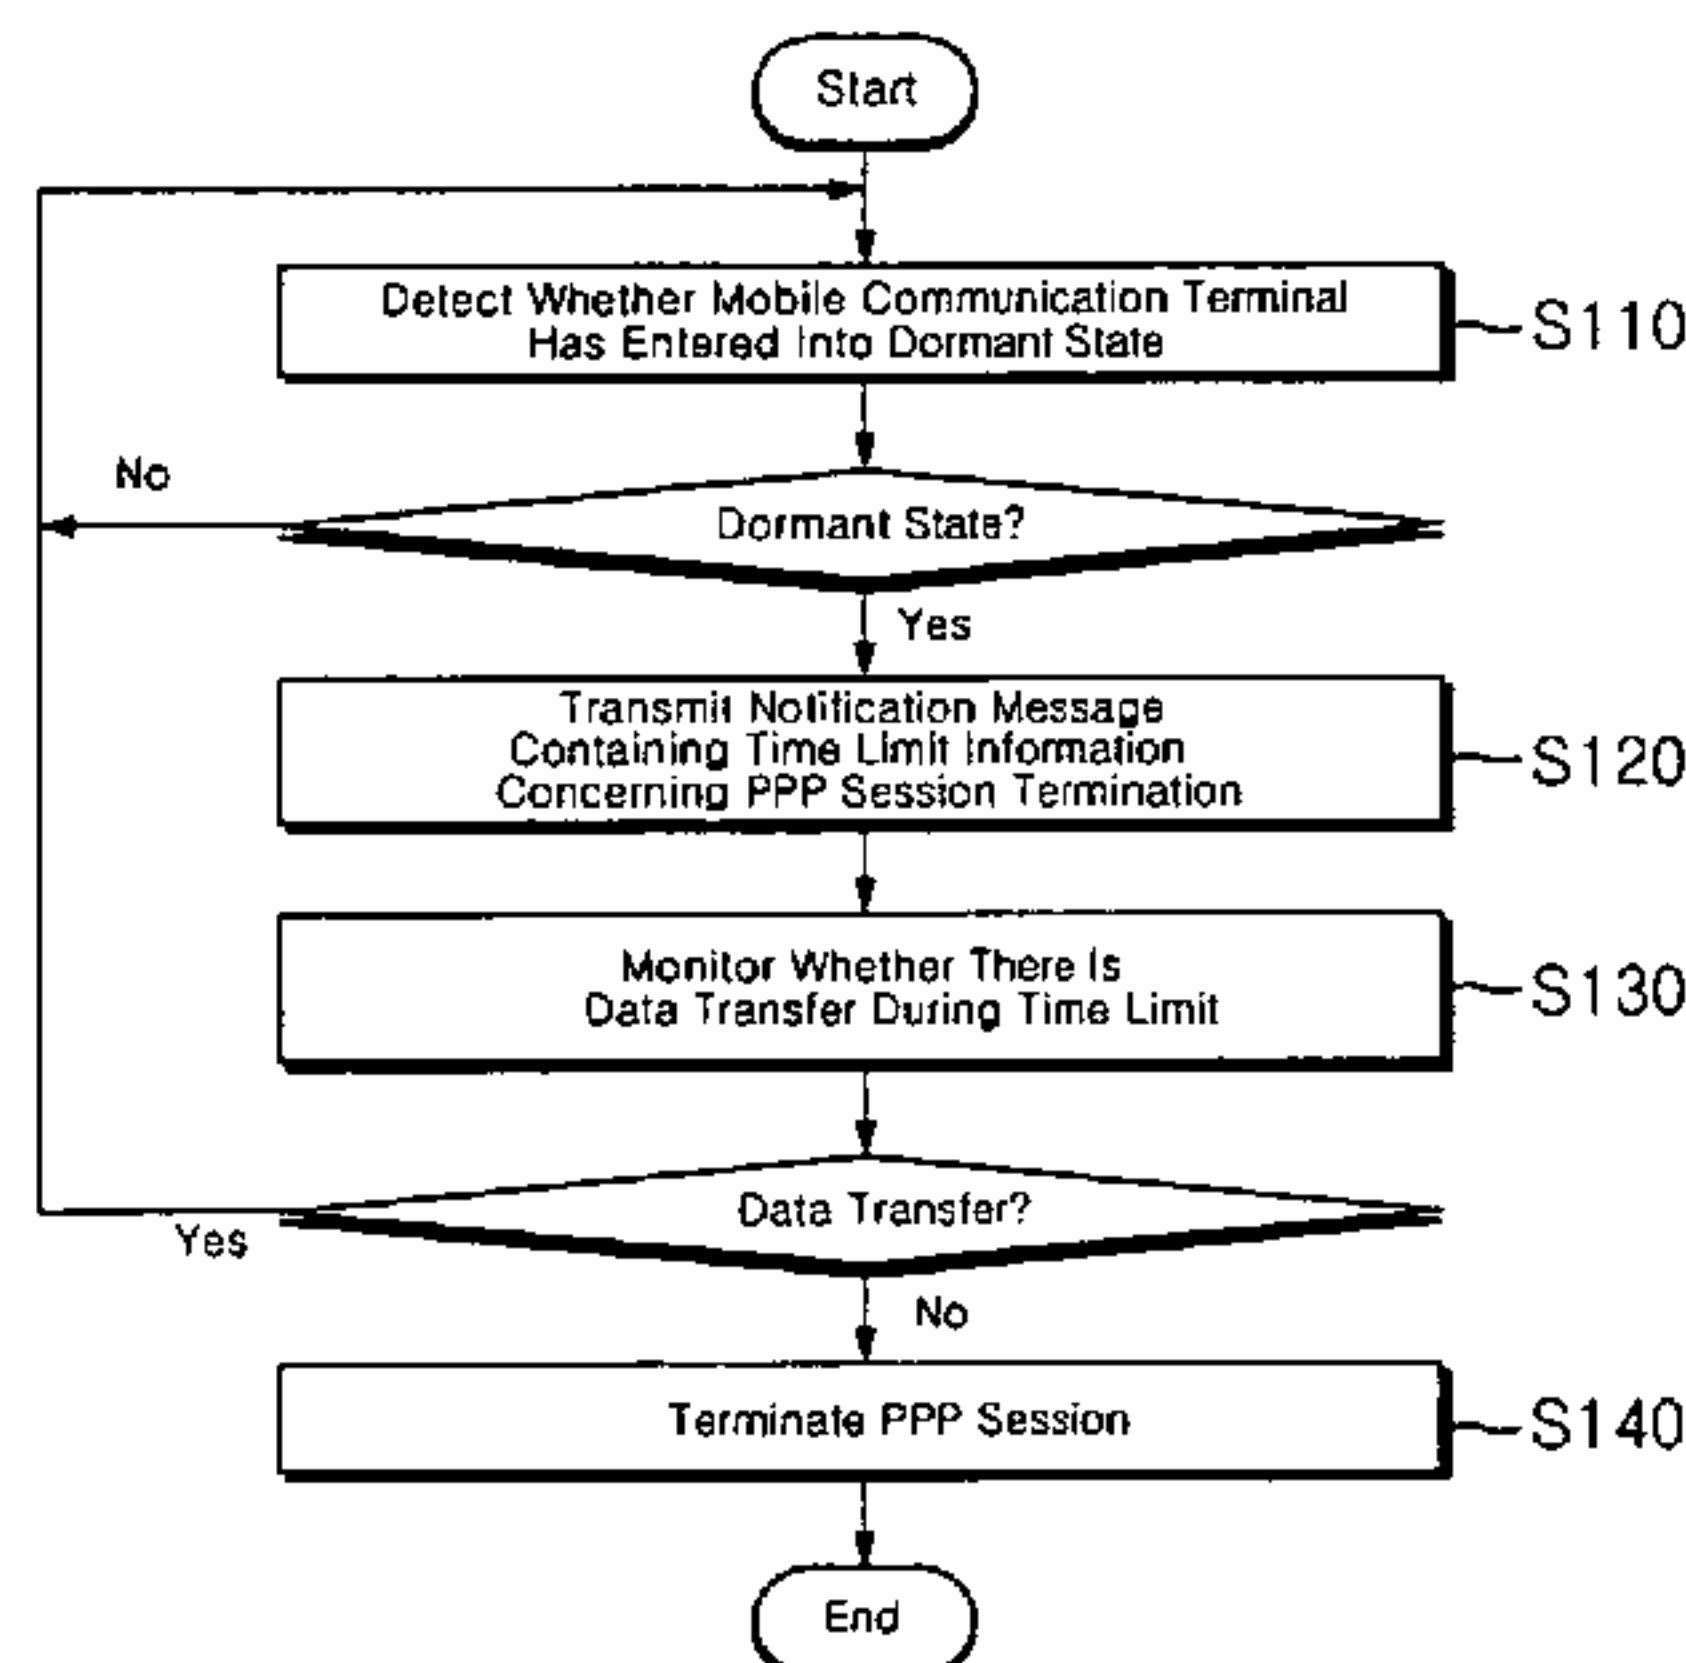 Start
Detect Whether Mobile Communication Terminal
Has Entered Into Dormant State
S110
No
Dormant State?
Yes
Transmit Notification Message
Containing Time Limit Information
Concerning PPP Session Termination
S120
Monitor Whether There Is
Data Transfer During Time Limit
S130
Data Transfer?
Yes
No
Terminate PPP Session
S140
End